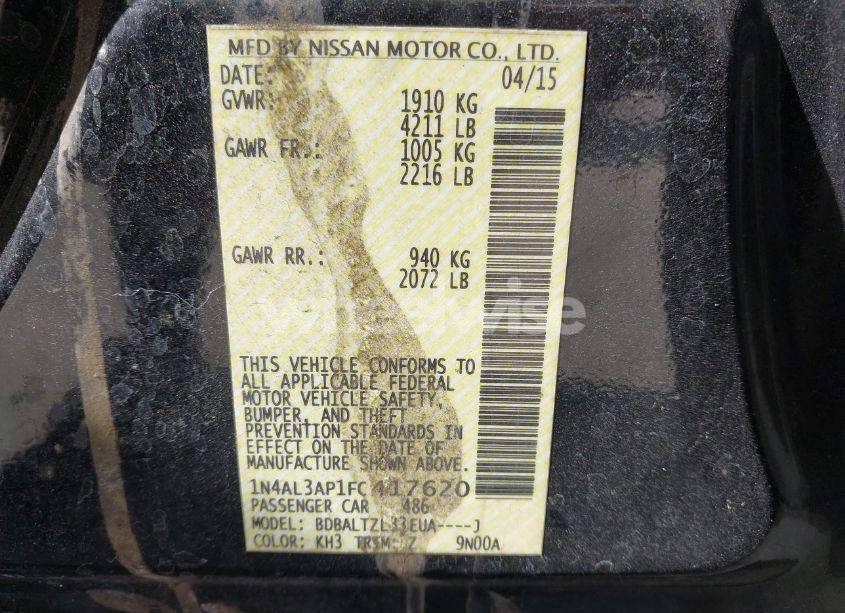 MFD BY NISSAN MOTOR CO., LTD.
DATE: 04/15
GVWR: 1910 KG
4211 LB
GAWR FR.: 1005 KG
2216 LB
GAWR RR.: 940 KG
2072 LB
wheelwise
THIS VEHICLE CONFORMS TO
ALL APPLICABLE FEDERAL
MOTOR VEHICLE SAFETY,
BUMPER, AND THEFT
PREVENTION STANDARDS IN
EFFECT ON THE DATE OF
MANUFACTURE SHOWN ABOVE.
1N4AL3AP1FC417620
PASSENGER CAR 486
MODEL: BDBALTZL33EUA----J
COLOR: KH3 TRIM: Z 9N00A